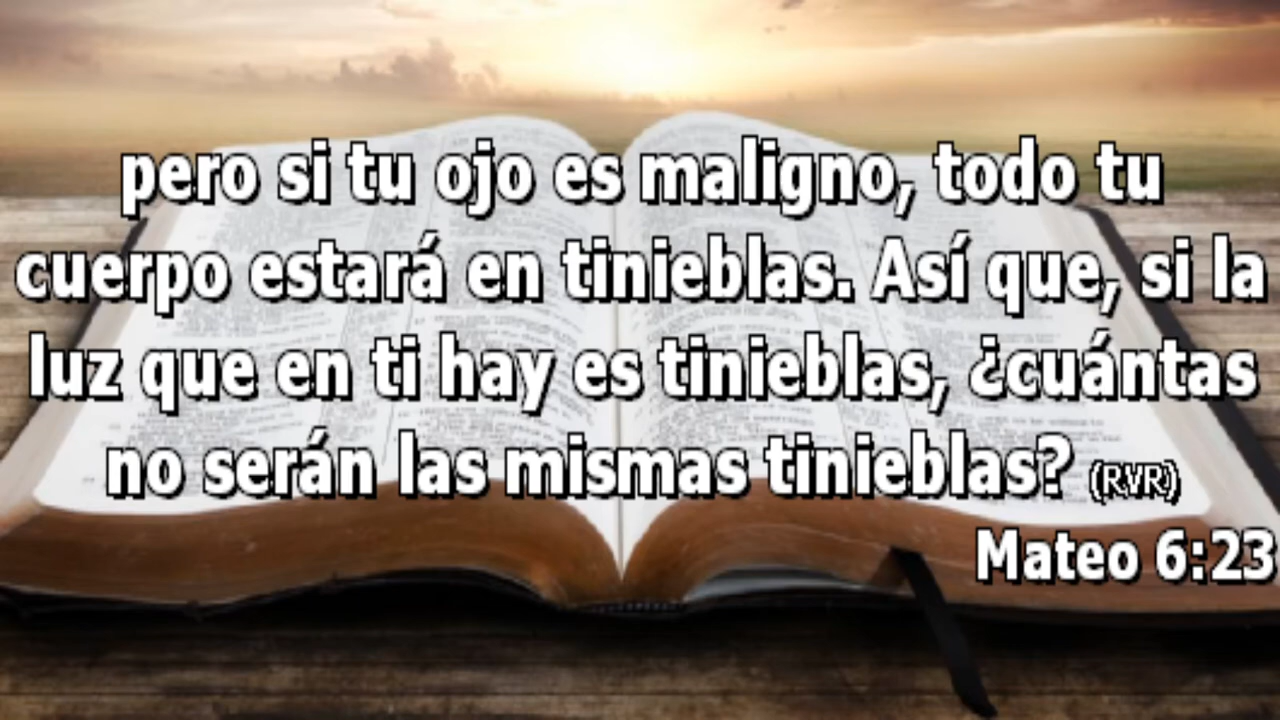 pero si tu ojo es maligno, todo tu
cuerpo estará en tinieblas. Así que, si la
luz que en ti hay es tinieblas, ¿cuántas
no serán las mismas tinieblas? (RVR)
Mateo 6:23